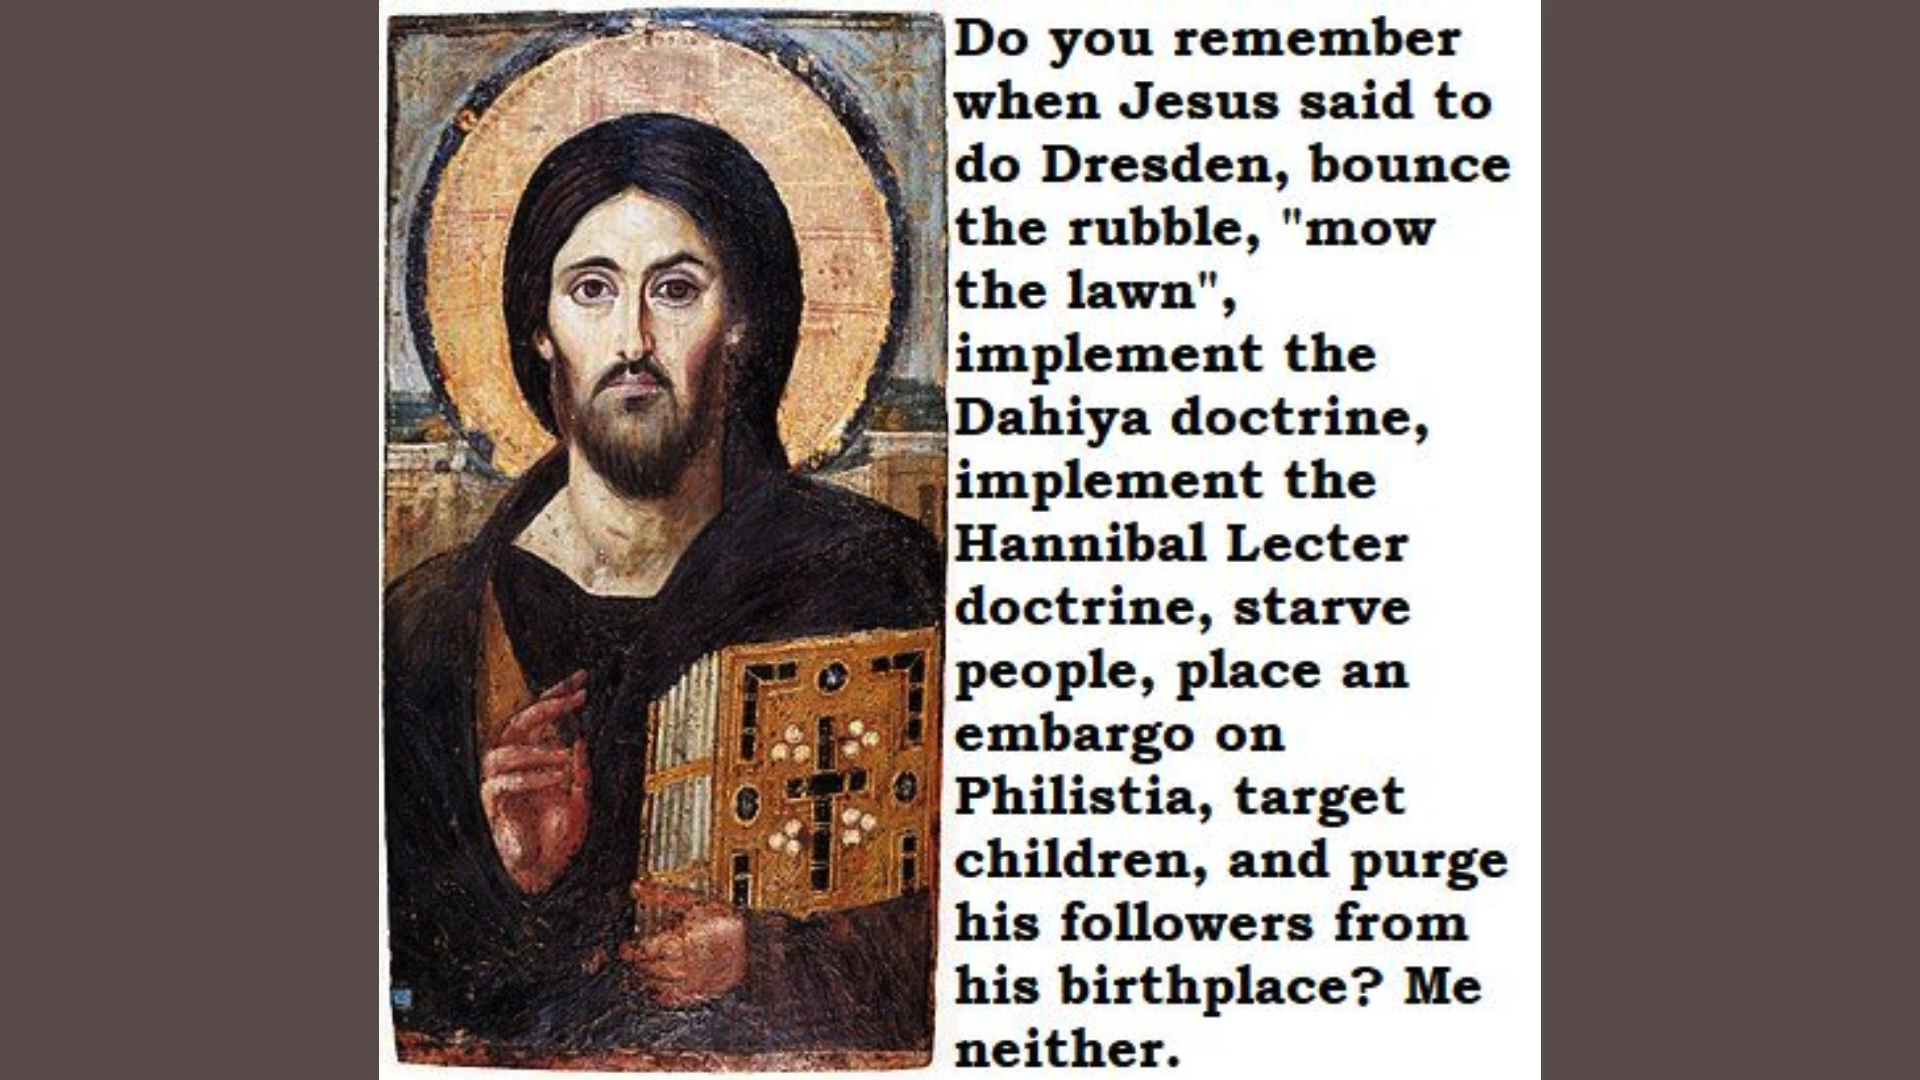 Do you remember
when Jesus said to
do Dresden, bounce
the rubble, "mow
the lawn",
implement the
Dahiya doctrine,
implement the
Hannibal Lecter
doctrine, starve
people, place an
embargo on
Philistia, target
children, and purge
his followers from
his birthplace? Me
neither.